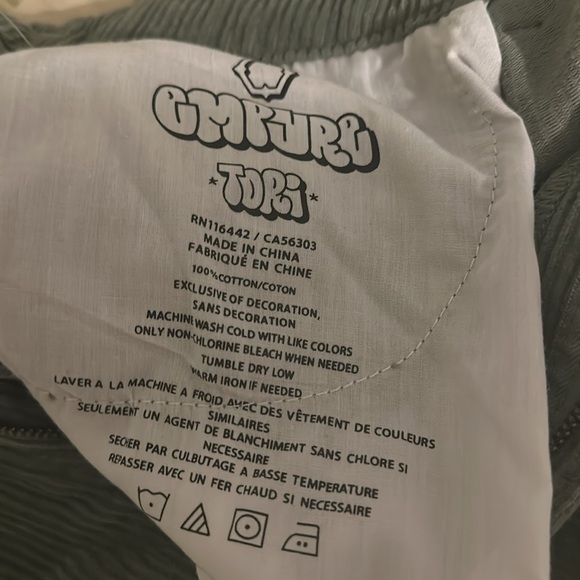 empyre
*TORI*
RN116442 / CA56303
MADE IN CHINA
FABRIQUÉ EN CHINE
100%COTTON/COTON
EXCLUSIVE OF DECORATION,
SANS DECORATION
MACHINE WASH COLD WITH LIKE COLORS
ONLY NON-CHLORINE BLEACH WHEN NEEDED
TUMBLE DRY LOW
WARM IRON IF NEEDED
LAVER A LA MACHINE A FROID, AVEC DES VÊTEMENT DE COULEURS
SIMILAIRES
SEULEMENT UN AGENT DE BLANCHIMENT SANS CHLORE SI
NECESSAIRE
SECHER PAR CULBUTAGE A BASSE TEMPERATURE
REPASSER AVEC UN FER CHAUD SI NECESSAIRE